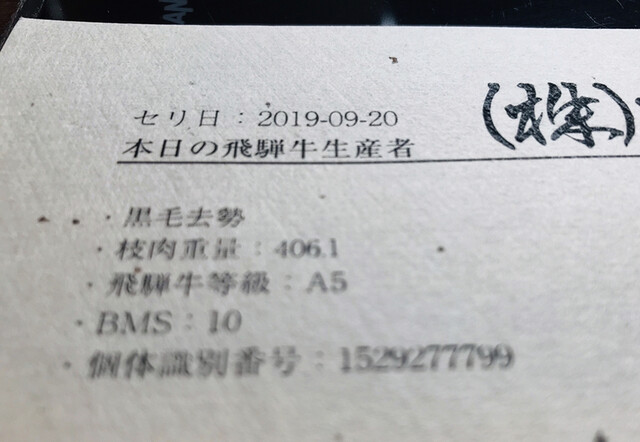 セリ日：2019-09-20
(株)
本日の飛騨牛生産者
・黒毛去勢
・枝肉重量：406.1
・飛騨牛等級：A5
・BMS：10
・個体識別番号：1529277799